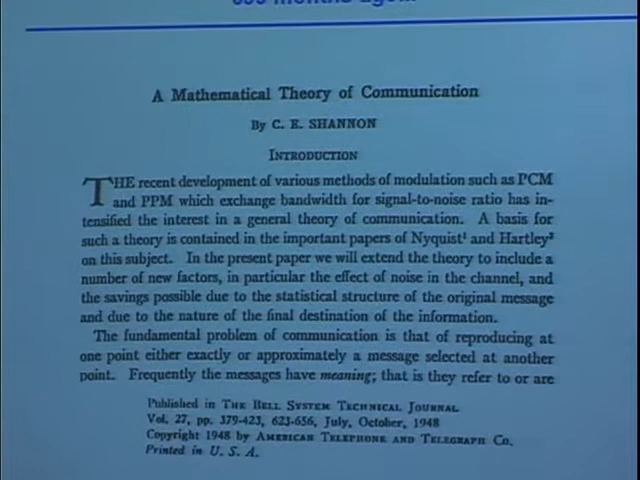 months ago...
A Mathematical Theory of Communication
By C. E. SHANNON
INTRODUCTION
THE recent development of various methods of modulation such as PCM
and PPM which exchange bandwidth for signal-to-noise ratio has in-
tensified the interest in a general theory of communication. A basis for
such a theory is contained in the important papers of Nyquist¹ and Hartley²
on this subject. In the present paper we will extend the theory to include a
number of new factors, in particular the effect of noise in the channel, and
the savings possible due to the statistical structure of the original message
and due to the nature of the final destination of the information.
The fundamental problem of communication is that of reproducing at
one point either exactly or approximately a message selected at another
point. Frequently the messages have meaning; that is they refer to or are
Published in THE BELL SYSTEM TECHNICAL JOURNAL
Vol. 27, pp. 379-423, 623-656, July, October, 1948
Copyright 1948 by AMERICAN TELEPHONE AND TELEGRAPH CO.
Printed in U. S. A.